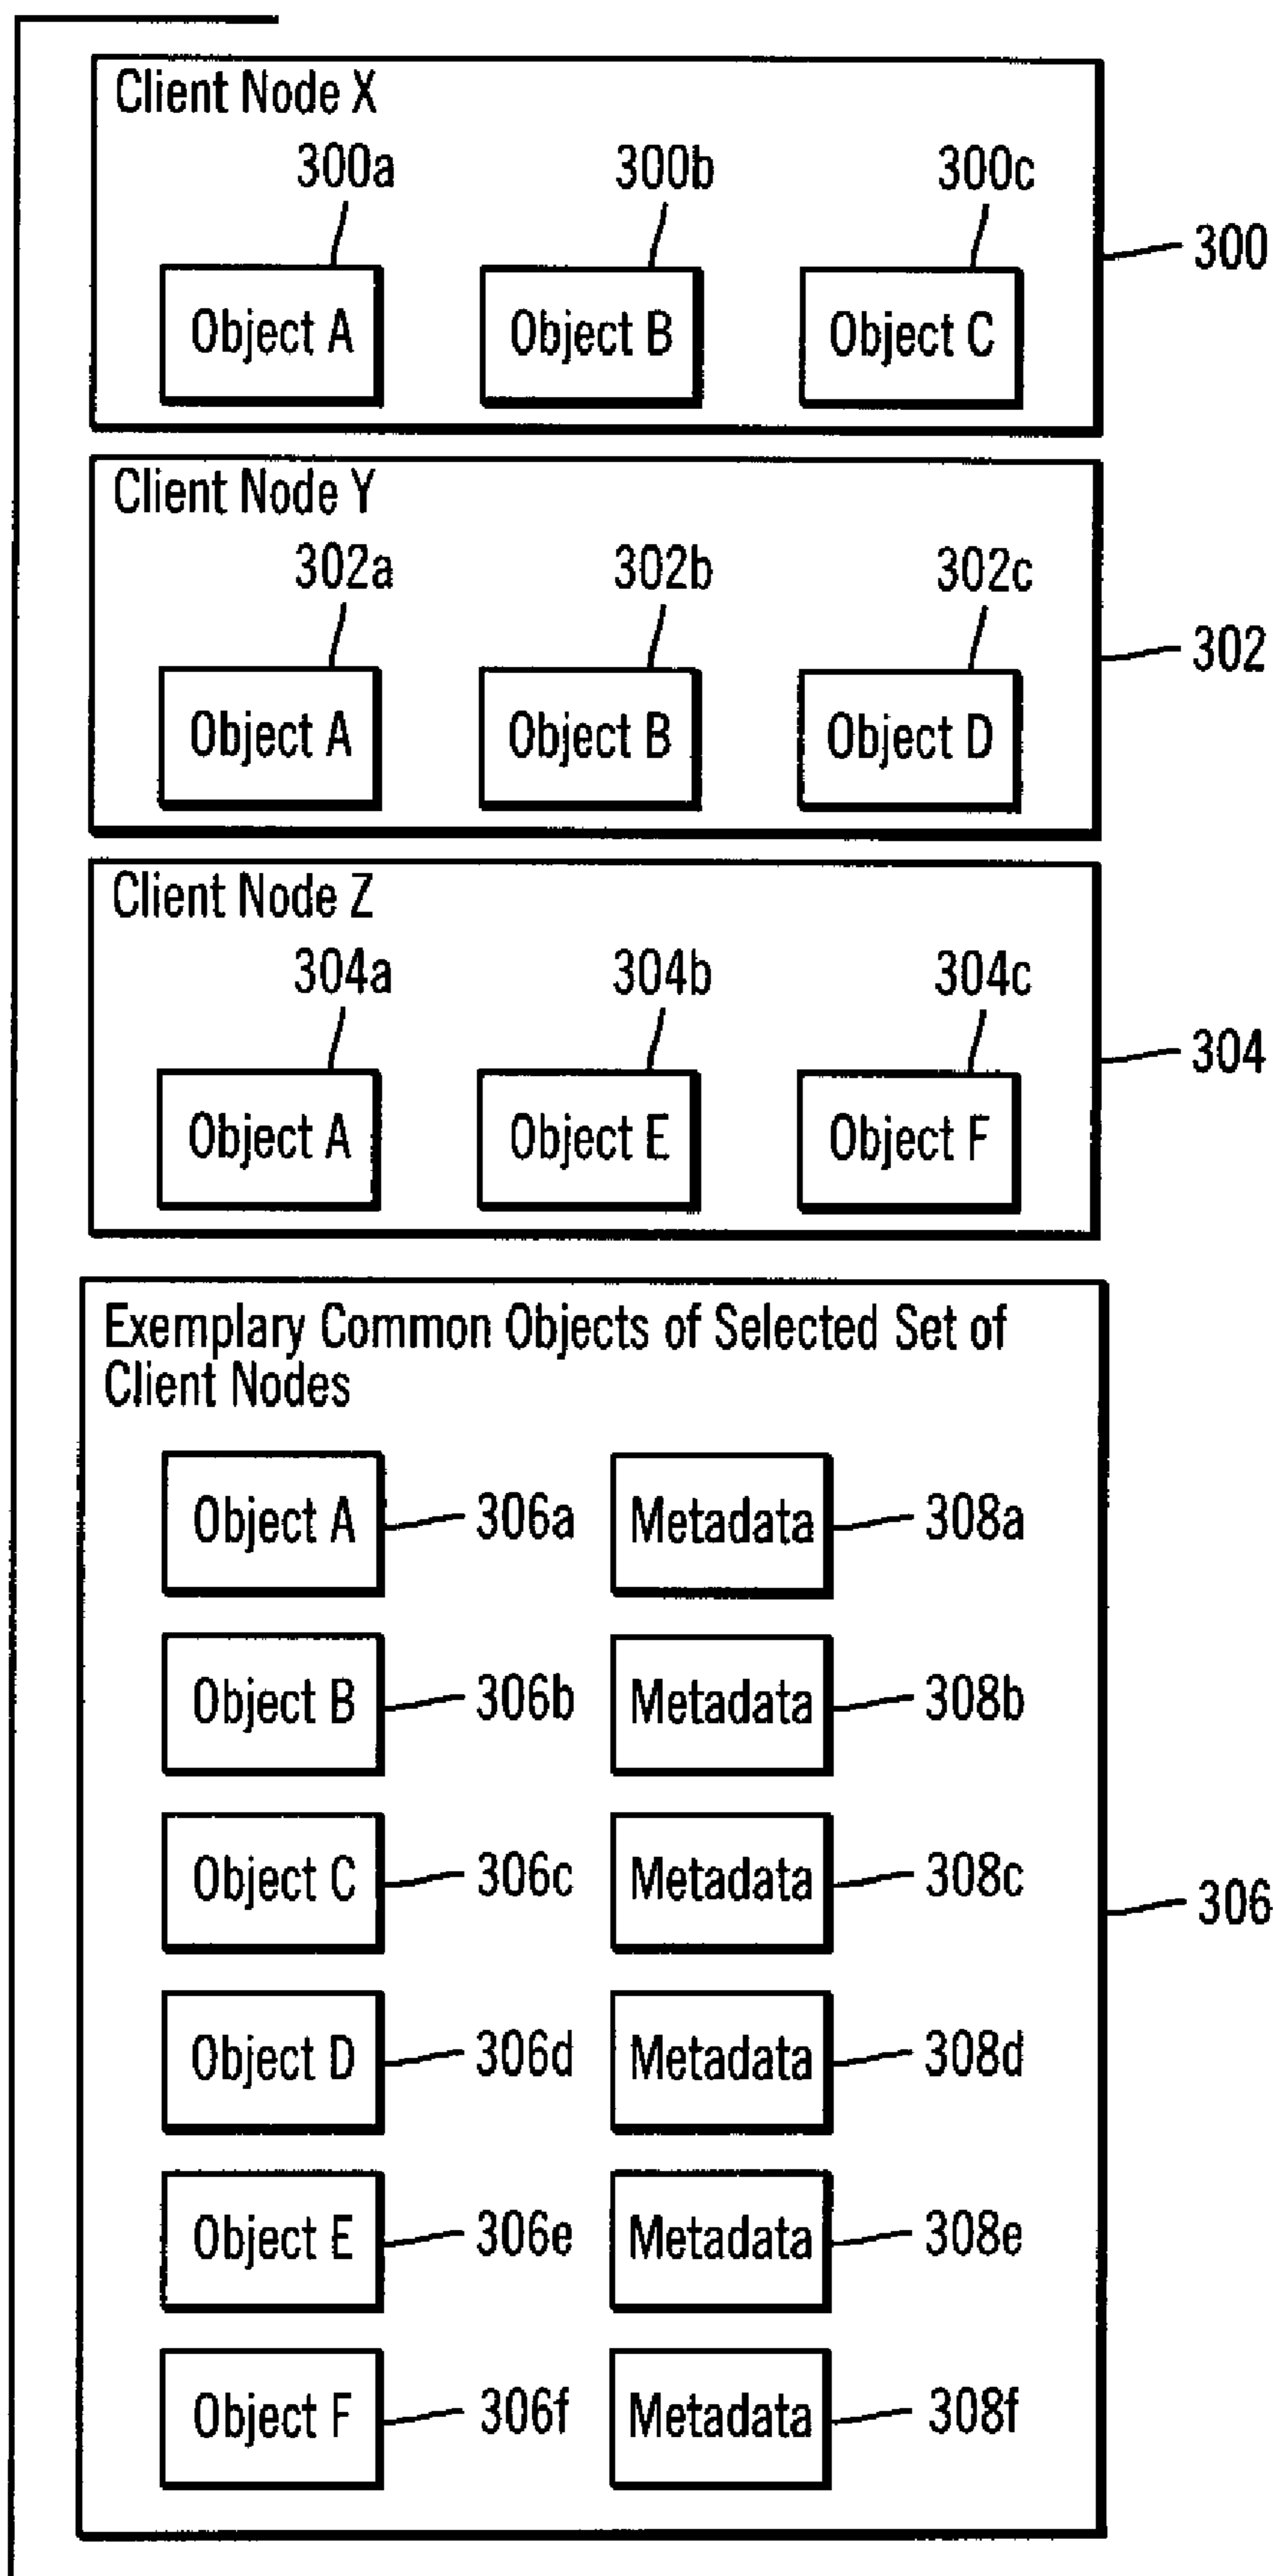 Client Node X
300a 300b 300c
300
Object A Object B Object C
Client Node Y
302a 302b 302c
302
Object A Object B Object D
Client Node Z
304a 304b 304c
304
Object A Object E Object F
Exemplary Common Objects of Selected Set of
Client Nodes
Object A 306a Metadata 308a
Object B 306b Metadata 308b
Object C 306c Metadata 308c
306
Object D 306d Metadata 308d
Object E 306e Metadata 308e
Object F 306f Metadata 308f